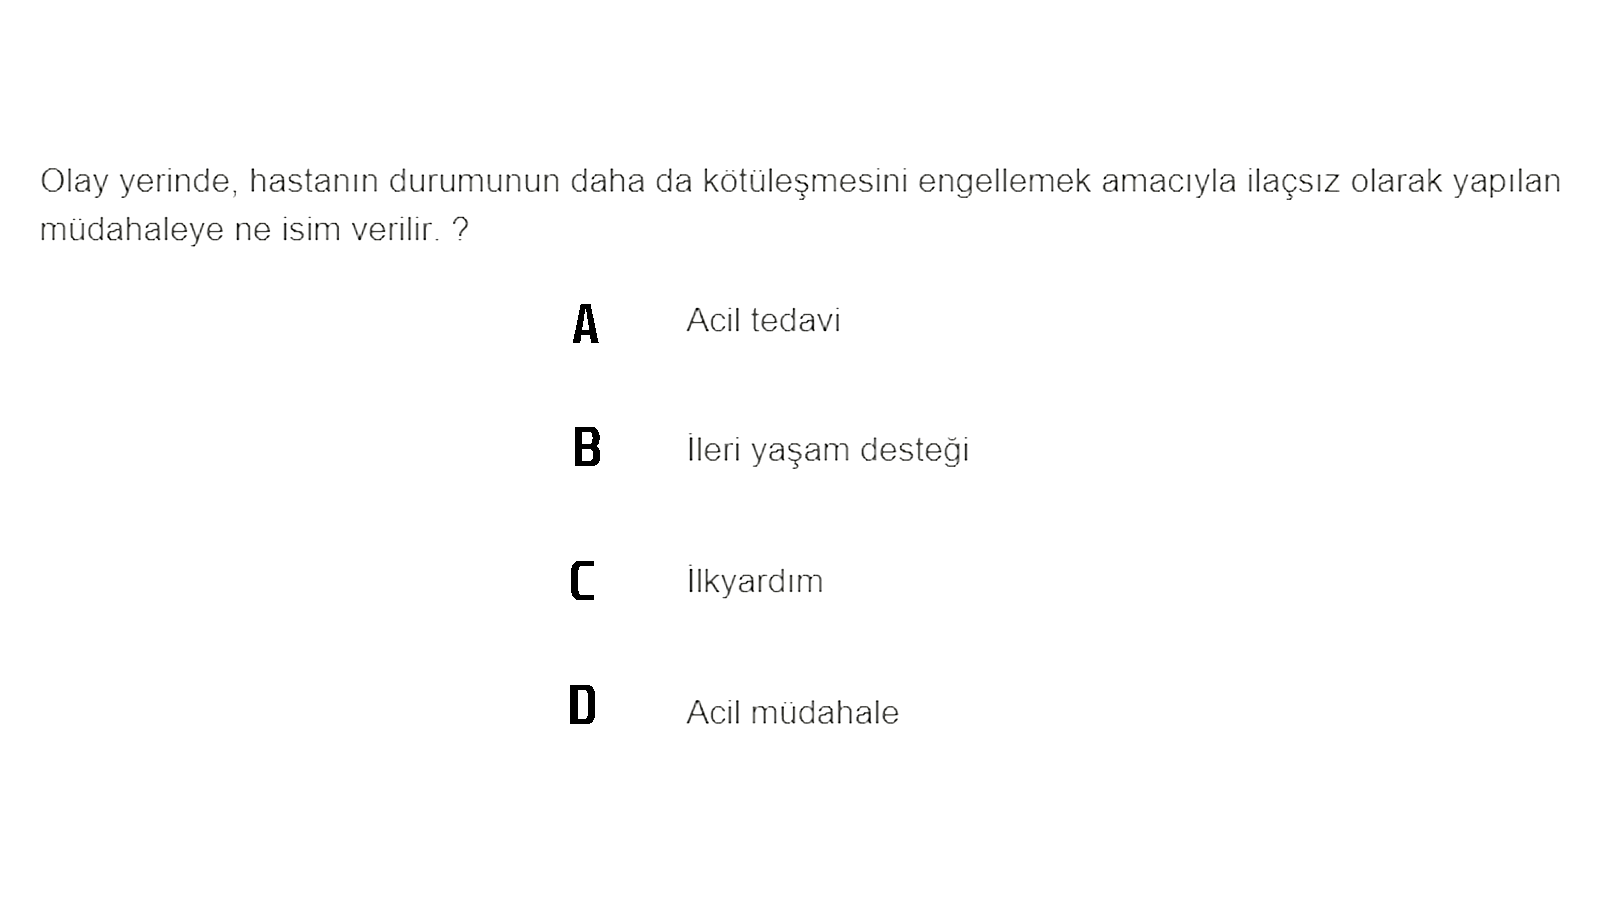 Olay yerinde, hastanın durumunun daha da kötüleşmesini engellemek amacıyla ilaçsız olarak yapılan
müdahaleye ne isim verilir. ?
A Acil tedavi
B İleri yaşam desteği
C İlkyardım
D Acil müdahale